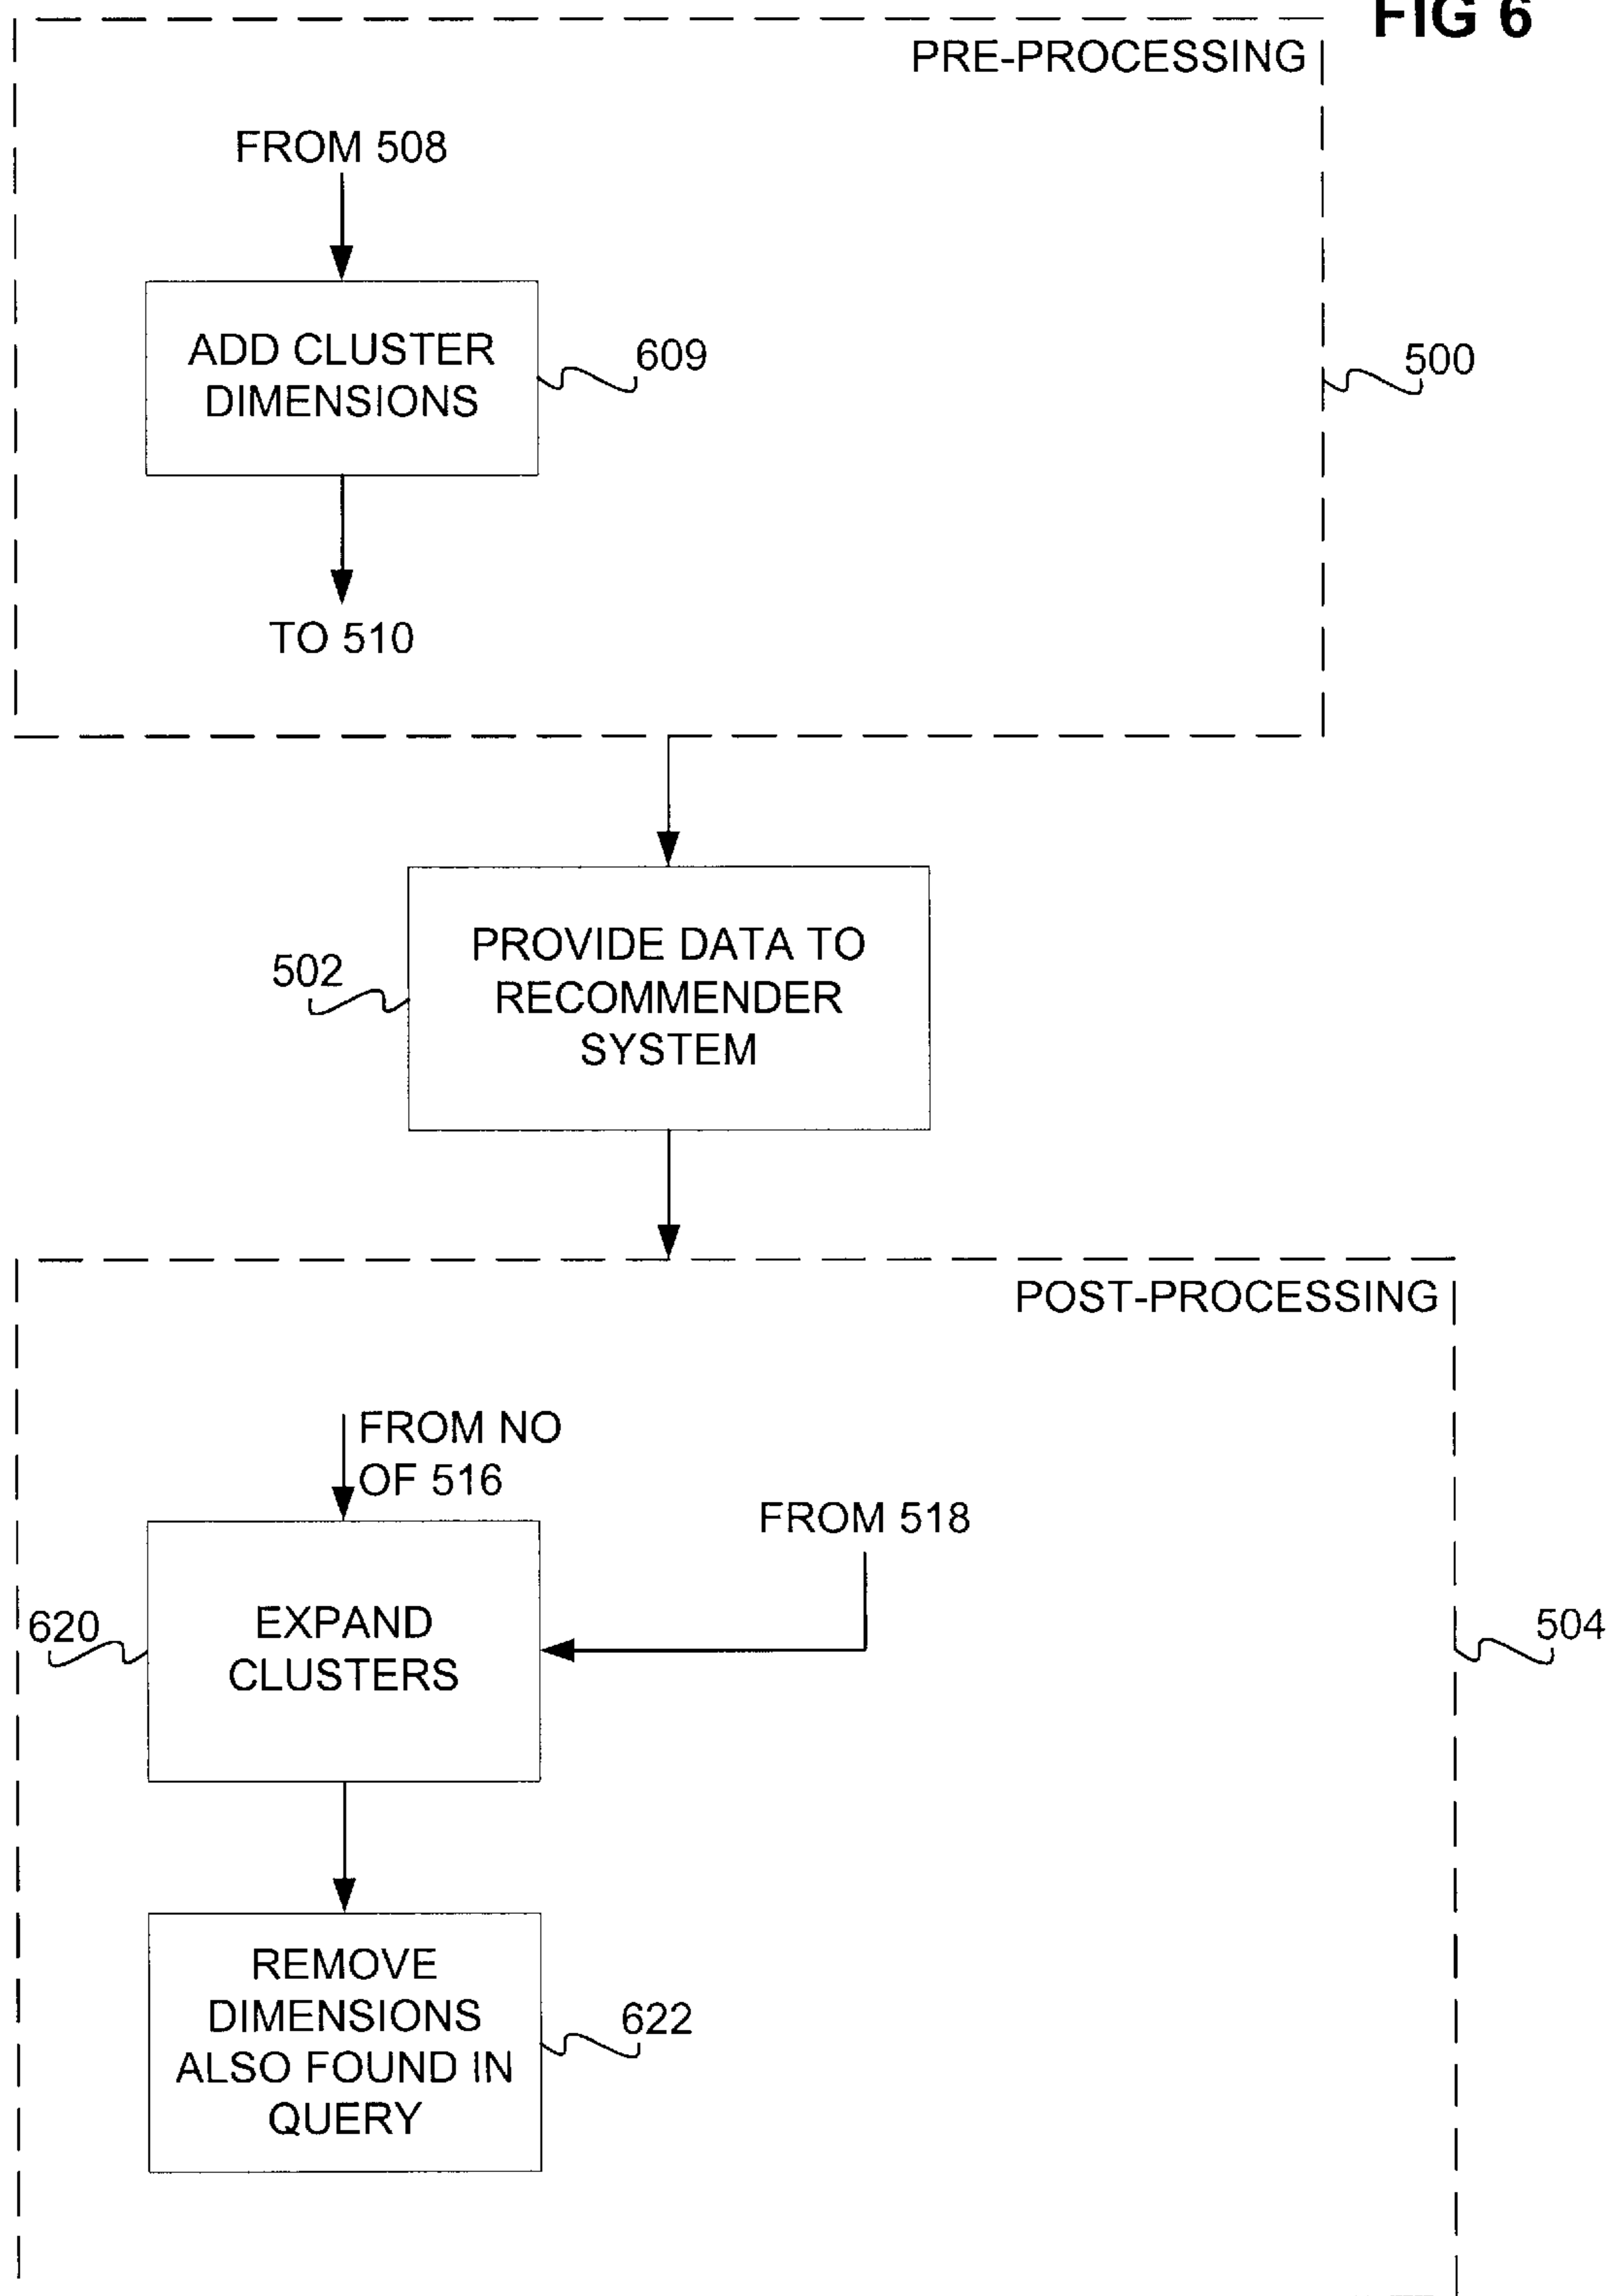 FIG 6
PRE-PROCESSING
FROM 508
ADD CLUSTER
DIMENSIONS
609
500
TO 510
PROVIDE DATA TO
RECOMMENDER
SYSTEM
502
POST-PROCESSING
FROM NO
OF 516
FROM 518
EXPAND
CLUSTERS
620
504
REMOVE
DIMENSIONS
ALSO FOUND IN
QUERY
622